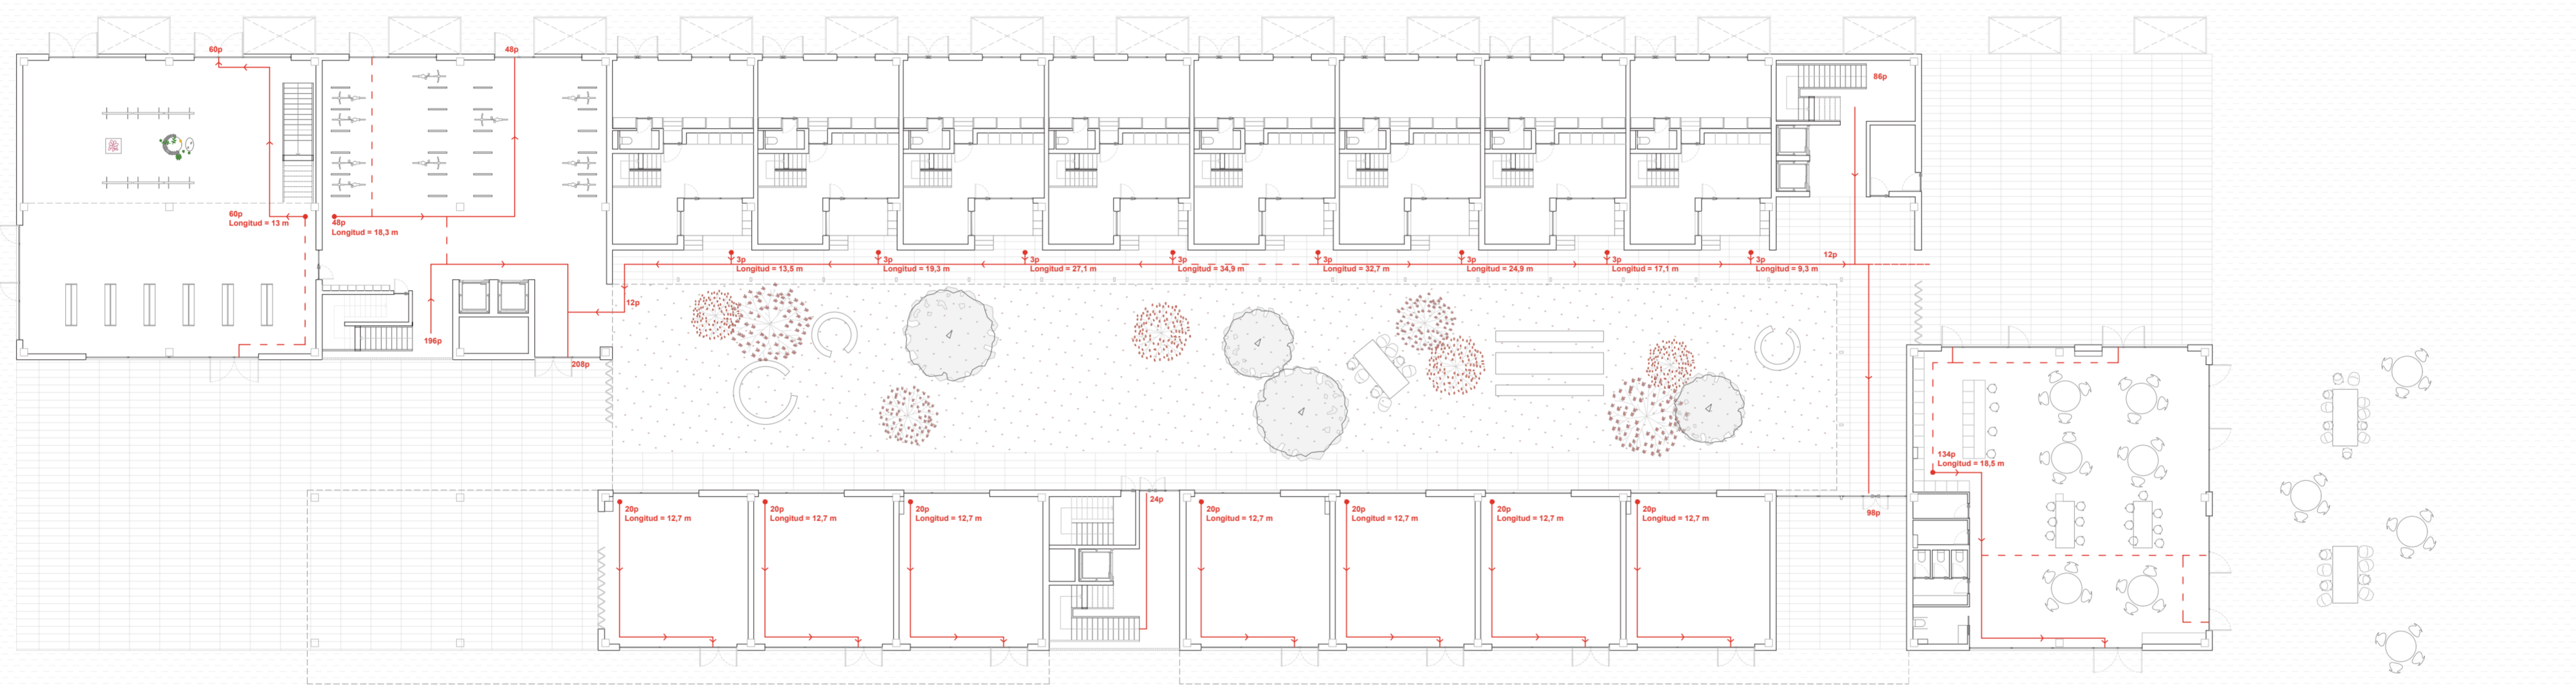 60p
48p
86p
60p
Longitud = 13 m
48p
Longitud = 18,3 m
3p
Longitud = 13,5 m
3p
Longitud = 19,3 m
3p
Longitud = 27,1 m
3p
Longitud = 34,9 m
3p
Longitud = 32,7 m
3p
Longitud = 24,9 m
3p
Longitud = 17,1 m
3p
Longitud = 9,3 m
12p
12p
196p
208p
134p
Longitud = 18,5 m
20p
Longitud = 12,7 m
20p
Longitud = 12,7 m
20p
Longitud = 12,7 m
24p
20p
Longitud = 12,7 m
20p
Longitud = 12,7 m
20p
Longitud = 12,7 m
20p
Longitud = 12,7 m
98p